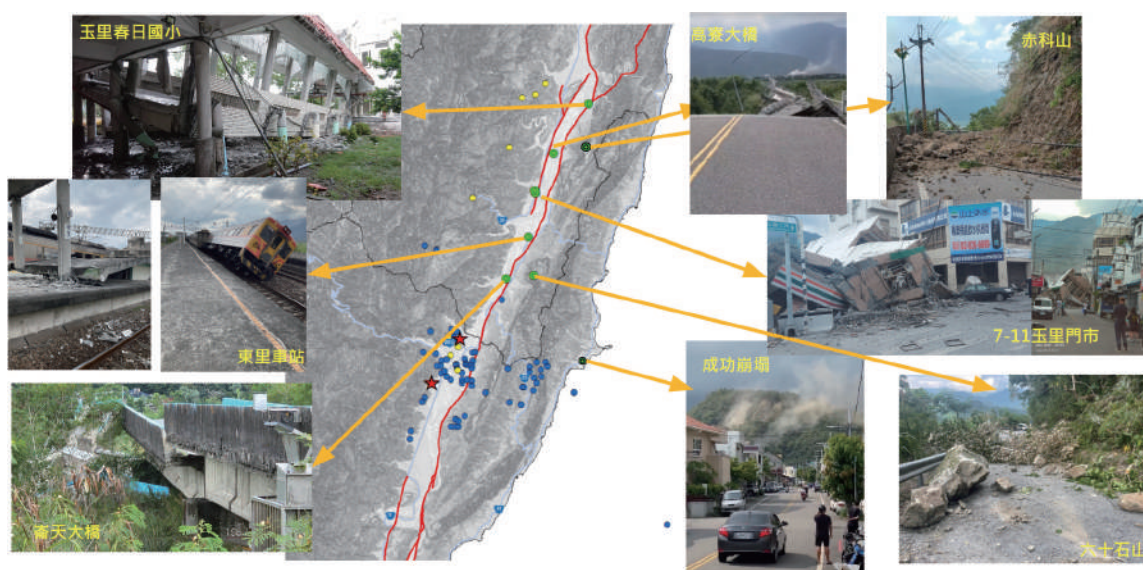 玉里春日國小
高寮大橋
赤科山
東里車站
7-11玉里門市
成功崩塌
崙天大橋
六十石山